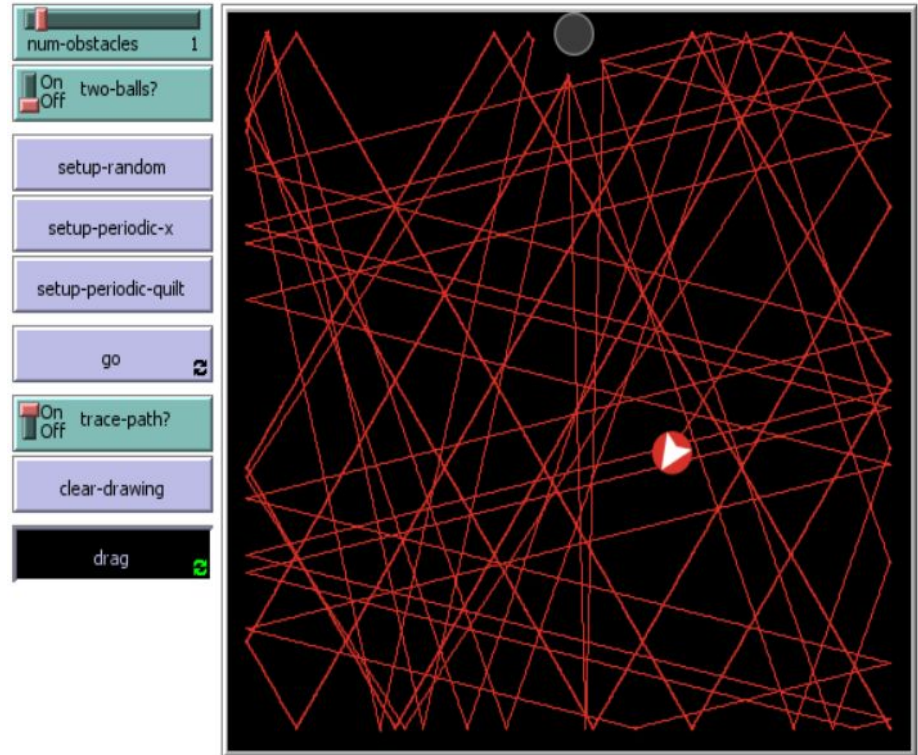 num-obstacles 1
On
Off
two-balls?
setup-random
setup-periodic-x
setup-periodic-quilt
go
On
Off
trace-path?
clear-drawing
drag